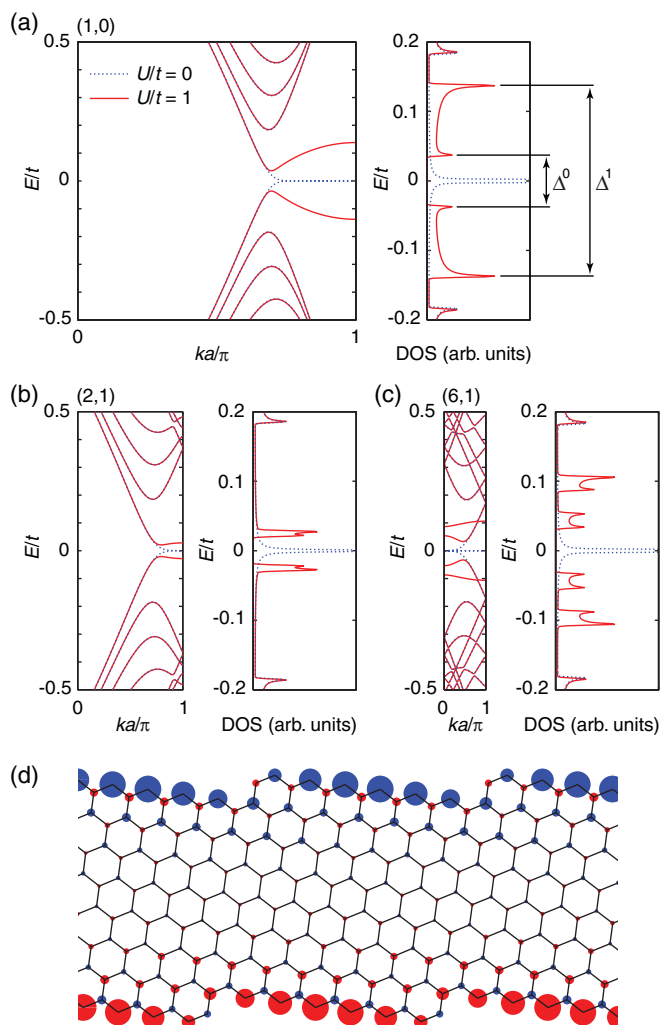 (a) (1,0)
U/t = 0
U/t = 1
0.5
0
-0.5
E/t
0 1
ka/π
0.2
0.1
0
-0.1
-0.2
E/t
DOS (arb. units)
Δ⁰
Δ¹
(b) (2,1)
0.5
0
-0.5
E/t
0 1
ka/π
0.2
0.1
0
-0.1
-0.2
E/t
DOS (arb. units)
(c) (6,1)
0.5
0
-0.5
E/t
0 1
ka/π
0.2
0.1
0
-0.1
-0.2
E/t
DOS (arb. units)
(d)